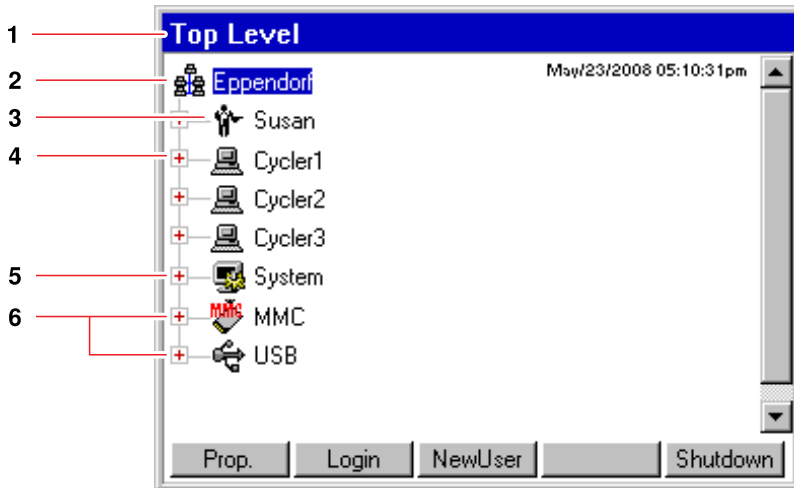 1 Top Level
2 Eppendorf May/23/2008 05:10:31pm
3 Susan
4 Cycler1
Cycler2
Cycler3
5 System
6 MMC MMC
USB
Prop. Login NewUser Shutdown